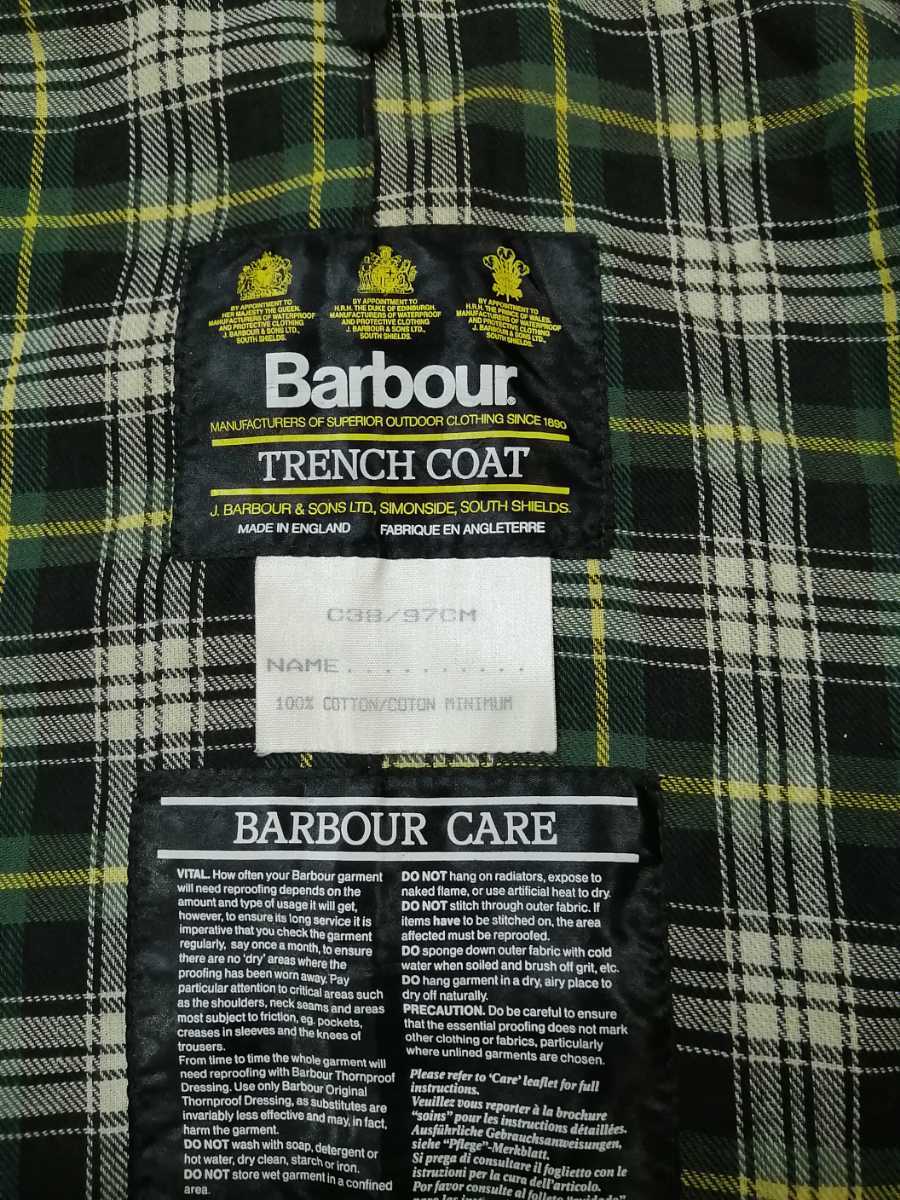 BY APPOINTMENT TO
HER MAJESTY THE QUEEN.
MANUFACTURERS OF WATERPROOF
AND PROTECTIVE CLOTHING
J. BARBOUR & SONS LTD.,
SOUTH SHIELDS.
BY APPOINTMENT TO
H.R.H. THE DUKE OF EDINBURGH.
MANUFACTURERS OF WATERPROOF
AND PROTECTIVE CLOTHING
J. BARBOUR & SONS LTD.,
SOUTH SHIELDS.
BY APPOINTMENT TO
H.R.H. THE PRINCE OF WALES.
MANUFACTURERS OF WATERPROOF
AND PROTECTIVE CLOTHING
J. BARBOUR & SONS LTD.,
SOUTH SHIELDS.
Barbour.
MANUFACTURERS OF SUPERIOR OUTDOOR CLOTHING SINCE 1890
TRENCH COAT
J. BARBOUR & SONS LTD., SIMONSIDE, SOUTH SHIELDS.
MADE IN ENGLAND FABRIQUE EN ANGLETERRE
C38/97CM
NAME..........
100% COTTON/COTON MINIMUM
BARBOUR CARE
VITAL. How often your Barbour garment
will need reproofing depends on the
amount and type of usage it will get,
however, to ensure its long service it is
imperative that you check the garment
regularly, say once a month, to ensure
there are no 'dry' areas where the
proofing has been worn away. Pay
particular attention to critical areas such
as the shoulders, neck seams and areas
most subject to friction, eg. pockets,
creases in sleeves and the knees of
trousers.
From time to time the whole garment will
need reproofing with Barbour Thornproof
Dressing. Use only Barbour Original
Thornproof Dressing, as substitutes are
invariably less effective and may, in fact,
harm the garment.
DO NOT wash with soap, detergent or
hot water, dry clean, starch or iron.
DO NOT store wet garment in a confined
area.
DO NOT hang on radiators, expose to
naked flame, or use artificial heat to dry.
DO NOT stitch through outer fabric. If
items have to be stitched on, the area
affected must be reproofed.
DO sponge down outer fabric with cold
water when soiled and brush off grit, etc.
DO hang garment in a dry, airy place to
dry off naturally.
PRECAUTION. Do be careful to ensure
that the essential proofing does not mark
other clothing or fabrics, particularly
where unlined garments are chosen.
Please refer to 'Care' leaflet for full
instructions.
Veuillez vous reporter à la brochure
"soins" pour les instructions détaillées.
Ausführliche Gebrauchsanweisungen,
siehe "Pflege"-Merkblatt.
Si prega di consultare il foglietto con le
istruzioni per la cura dell'articolo.
Por favor consulte al folleto